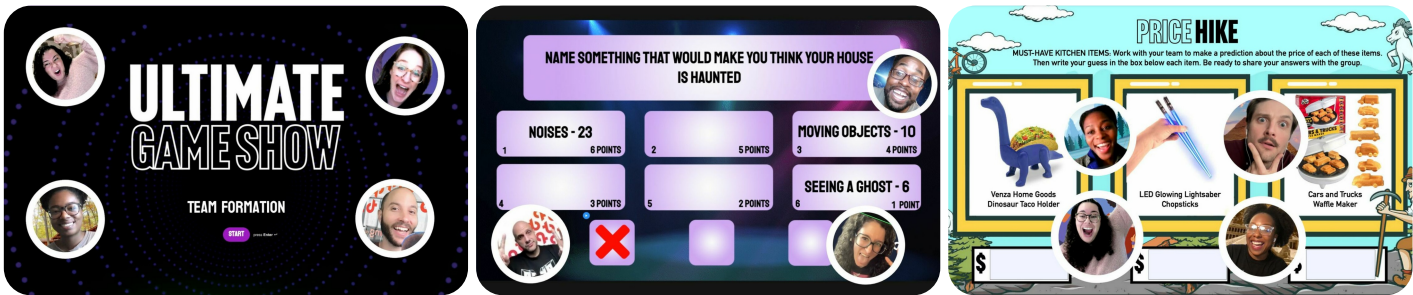 ULTIMATE
GAME SHOW
TEAM FORMATION
START press Enter ↵
NAME SOMETHING THAT WOULD MAKE YOU THINK YOUR HOUSE
IS HAUNTED
NOISES - 23
1 6 POINTS
2 5 POINTS
MOVING OBJECTS - 10
3 4 POINTS
4 3 POINTS
5 2 POINTS
SEEING A GHOST - 6
6 1 POINT
PRICE HIKE
MUST-HAVE KITCHEN ITEMS: Work with your team to make a prediction about the price of each of these items.
Then write your guess in the box below each item. Be ready to share your answers with the group.
Venza Home Goods
Dinosaur Taco Holder
LED Glowing Lightsaber
Chopsticks
& TRUCKS
Cars and Trucks
Waffle Maker
$
$
$